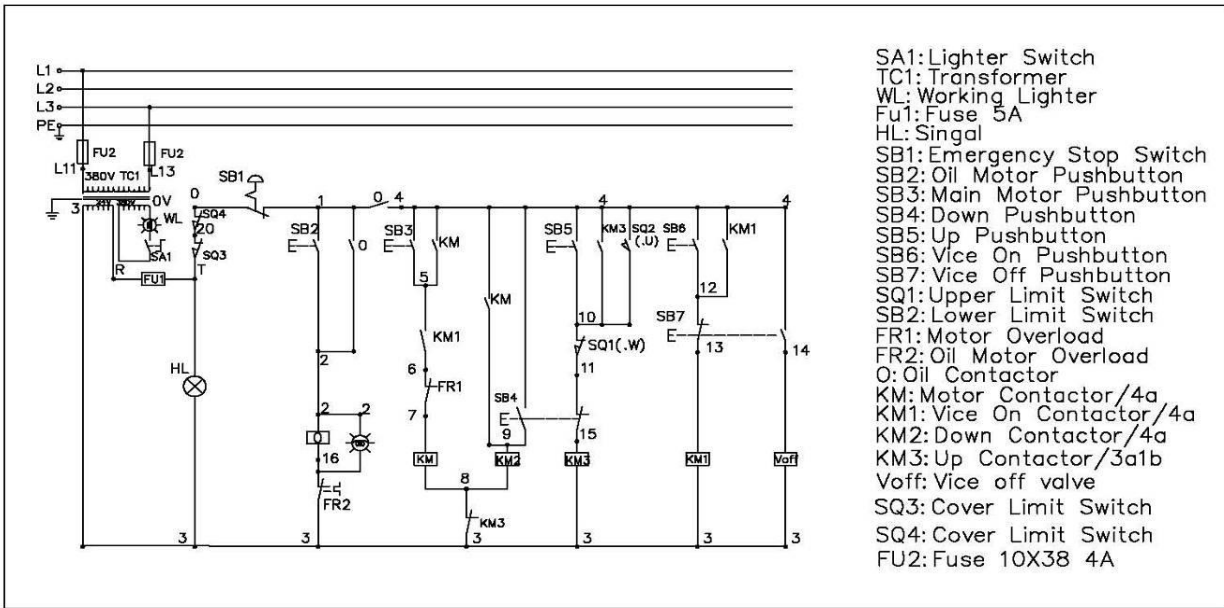 L1
L2
L3
PE
FU2 FU2
L11 380V TC1 L13
3 0V 0 SB1 1 0 4 4 4
WL SQ4
20
SA1 SQ3
R FU1 T
SB2 0 SB3 KM SB5 KM3 SQ2 SB6 KM1
(.U)
5 KM 12
KM1 10 SB7
SQ1(.W) 13 14
2 6 11
HL FR1
2 2 7 SB4
0 9 15
16 KM KM2 KM3 KM1 Voff
FR2 8
KM3
3 3 3 3 3 3
SA1: Lighter Switch
TC1: Transformer
WL: Working Lighter
Fu1: Fuse 5A
HL: Singal
SB1: Emergency Stop Switch
SB2: Oil Motor Pushbutton
SB3: Main Motor Pushbutton
SB4: Down Pushbutton
SB5: Up Pushbutton
SB6: Vice On Pushbutton
SB7: Vice Off Pushbutton
SQ1: Upper Limit Switch
SB2: Lower Limit Switch
FR1: Motor Overload
FR2: Oil Motor Overload
O: Oil Contactor
KM: Motor Contactor/4a
KM1: Vice On Contactor/4a
KM2: Down Contactor/4a
KM3: Up Contactor/3a1b
Voff: Vice off valve
SQ3: Cover Limit Switch
SQ4: Cover Limit Switch
FU2: Fuse 10X38 4A